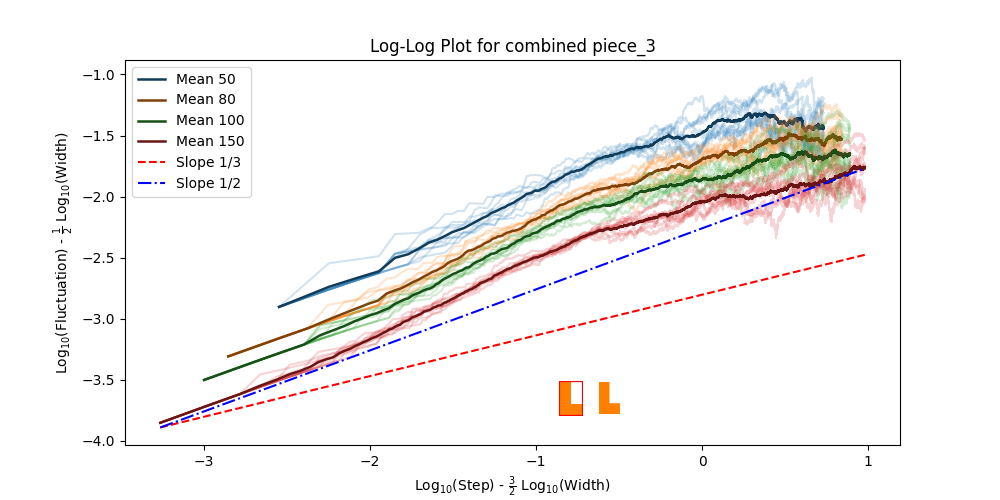 Log-Log Plot for combined piece_3
Mean 50
Mean 80
Mean 100
Mean 150
Slope 1/3
Slope 1/2
−1.0
−1.5
−2.0
−2.5
−3.0
−3.5
−4.0
Log₁₀(Fluctuation) - ½ Log₁₀(Width)
−3
−2
−1
0
1
Log₁₀(Step) - 3/2 Log₁₀(Width)